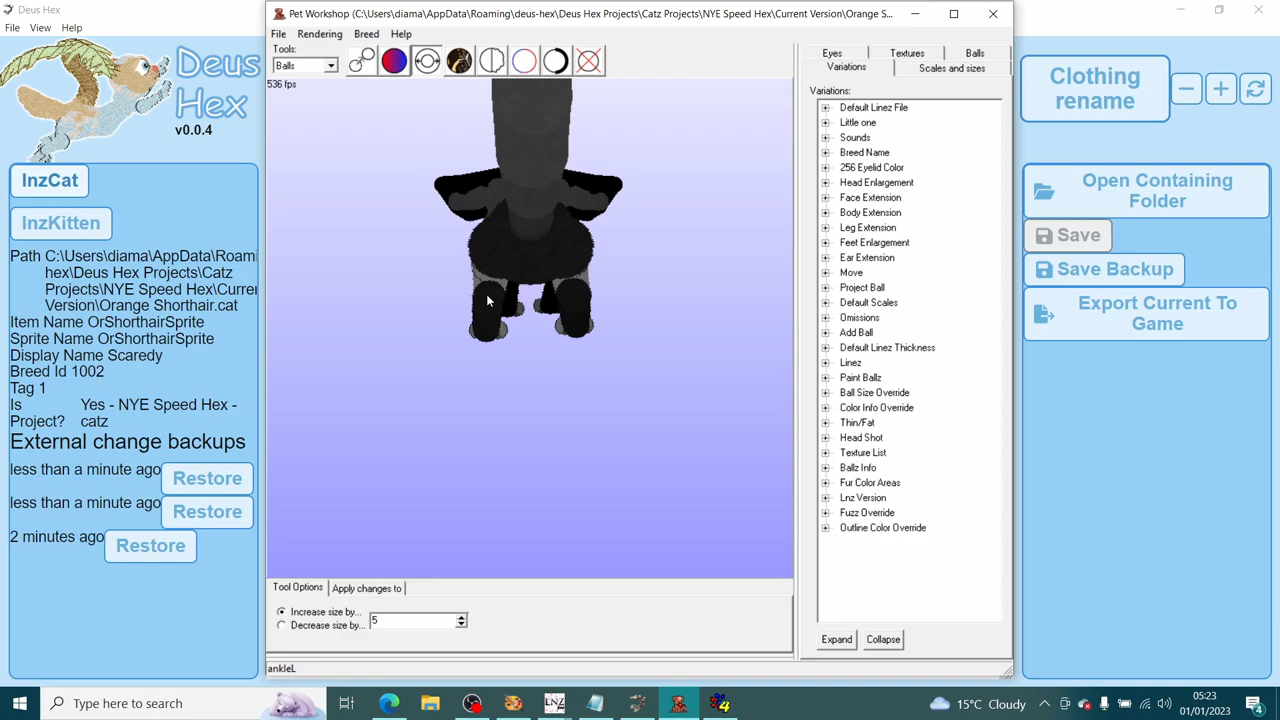 Deus Hex
File View Help
Deus
Hex
v0.0.4
lnzCat
lnzKitten
Path C:\Users\diama\AppData\Roami
hex\Deus Hex Projects\Catz
Projects\NYE Speed Hex\Curren
Version\Orange Shorthair.cat
Item Name OrShorthairSprite
Sprite Name OrShorthairSprite
Display Name Scaredy
Breed Id 1002
Tag 1
Is Yes - NYE Speed Hex -
Project? catz
External change backups
less than a minute ago Restore
less than a minute ago Restore
2 minutes ago Restore
Pet Workshop (C:\Users\diama\AppData\Roaming\deus-hex\Deus Hex Projects\Catz Projects\NYE Speed Hex\Current Version\Orange S...
File Rendering Breed Help
Tools:
Balls
536 fps
Tool Options Apply changes to
Increase size by...
5
Decrease size by...
ankleL
Eyes Textures Balls
Variations Scales and sizes
Variations:
Default Linez File
Little one
Sounds
Breed Name
256 Eyelid Color
Head Enlargement
Face Extension
Body Extension
Leg Extension
Feet Enlargement
Ear Extension
Move
Project Ball
Default Scales
Omissions
Add Ball
Default Linez Thickness
Linez
Paint Ballz
Ball Size Override
Color Info Override
Thin/Fat
Head Shot
Texture List
Ballz Info
Fur Color Areas
Lnz Version
Fuzz Override
Outline Color Override
Expand Collapse
Clothing
rename
Open Containing
Folder
Save
Save Backup
Export Current To
Game
Type here to search
LNZ
4
15°C Cloudy
05:23
01/01/2023
4